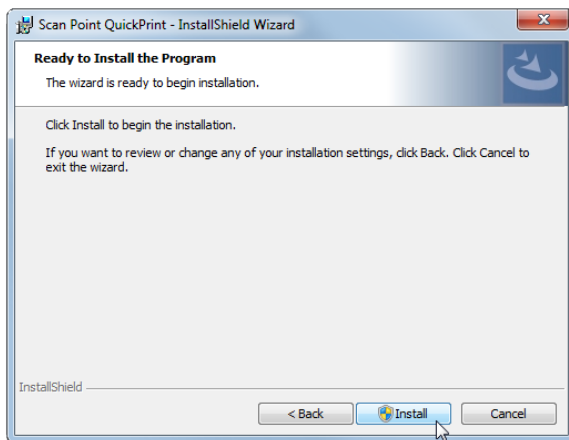 Scan Point QuickPrint - InstallShield Wizard
Ready to Install the Program
The wizard is ready to begin installation.
Click Install to begin the installation.
If you want to review or change any of your installation settings, click Back. Click Cancel to
exit the wizard.
InstallShield
< Back Install Cancel